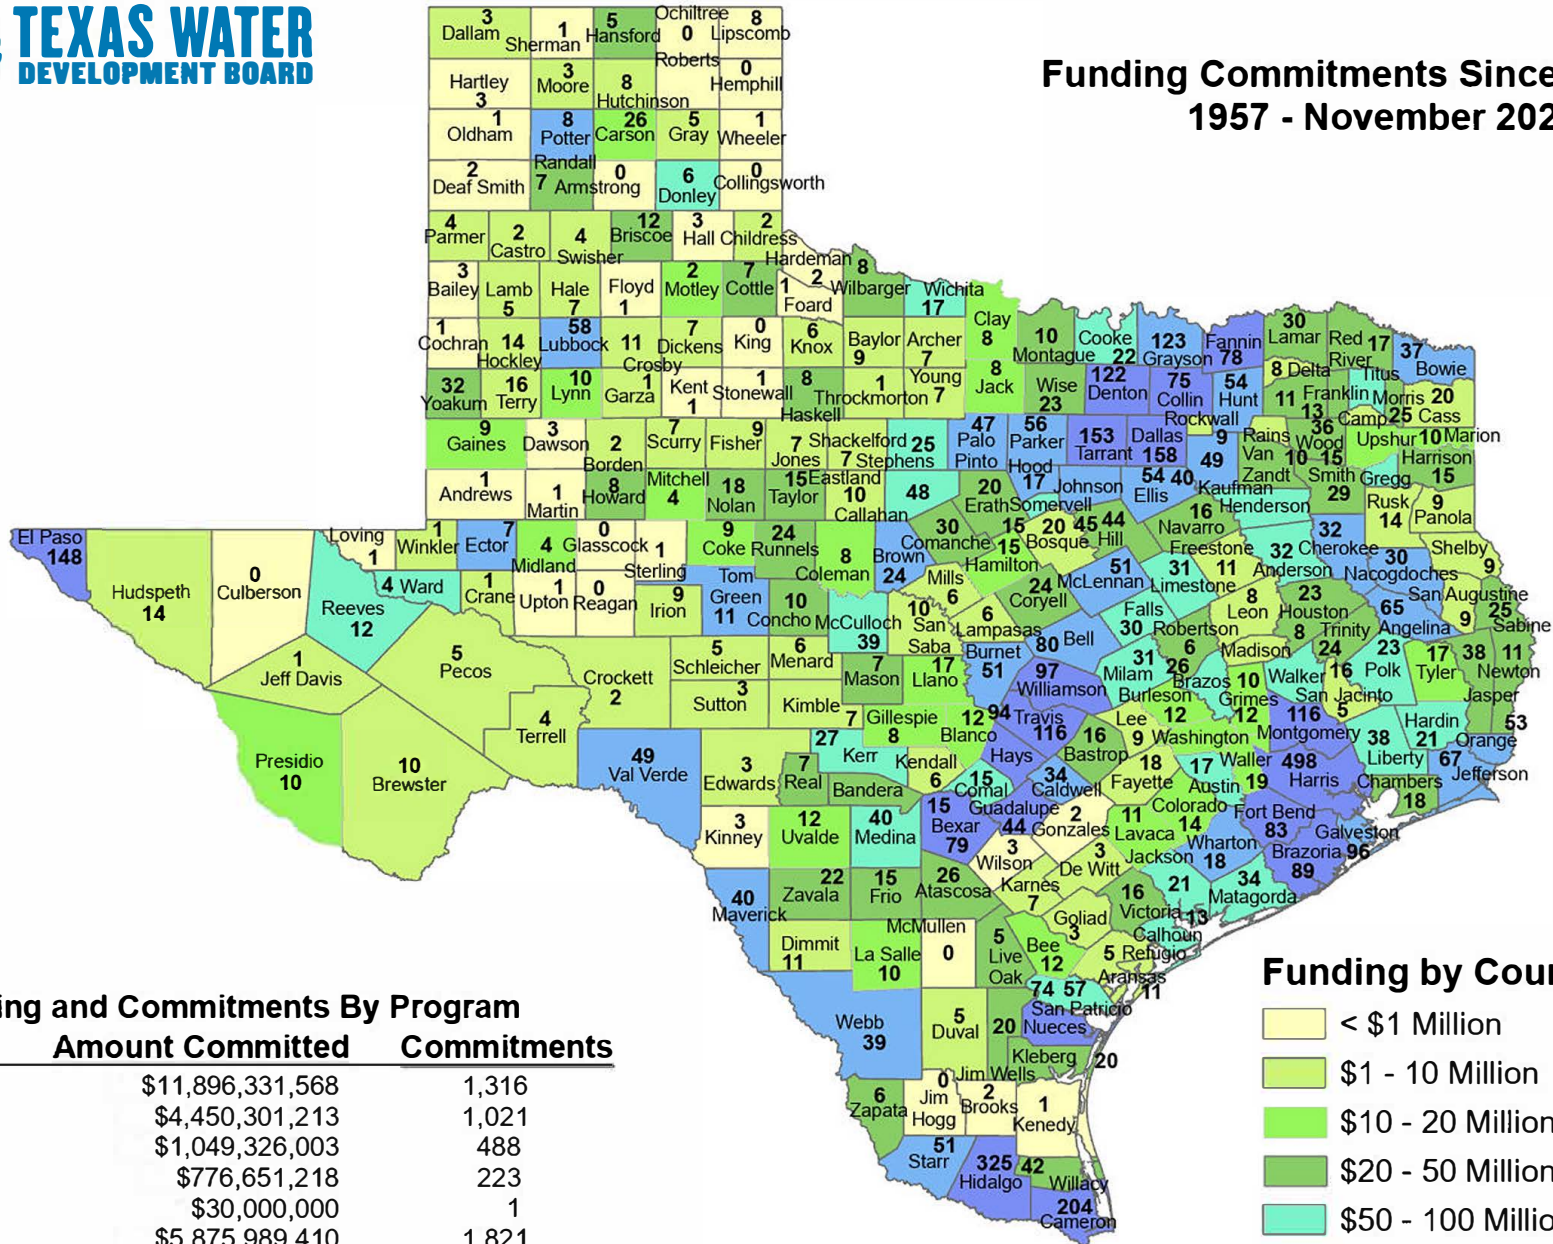 TEXAS WATER
DEVELOPMENT BOARD
Funding Commitments Since
1957 - November 202
3 Dallam
1 Sherman
5 Hansford
Ochiltree 0
8 Lipscomb
Hartley 3
3 Moore
8 Hutchinson
Roberts
0 Hemphill
1 Oldham
8 Potter
26 Carson
5 Gray
1 Wheeler
2 Deaf Smith
Randall 7
0 Armstrong
6 Donley
0 Collingsworth
4 Parmer
2 Castro
4 Swisher
12 Briscoe
3 Hall
2 Childress
3 Bailey
Lamb 5
Hale 7
Floyd 1
2 Motley
7 Cottle
Hardeman 2
1 Foard
8 Wilbarger
Wichita 17
Clay 8
1 Cochran
14 Hockley
58 Lubbock
11 Crosby
7 Dickens
0 King
6 Knox
Baylor 9
Archer 7
10 Montague
Cooke 22
123 Grayson
Fannin 78
30 Lamar
Red River 17
37 Bowie
32 Yoakum
16 Terry
10 Lynn
1 Garza
Kent 1
1 Stonewall
8 Haskell
1 Throckmorton
Young 7
8 Jack
Wise 23
122 Denton
75 Collin
54 Hunt
8 Delta
11
Franklin 13
Titus
Morris
20 Cass
Camp 25
Rockwall
9 Gaines
3 Dawson
2 Borden
7 Scurry
9 Fisher
7 Jones
Shackelford 7
25 Stephens
47 Palo Pinto
56 Parker
153 Tarrant
Dallas 158
9
49 Kaufman
Rains
Van Zandt 10
36 Wood
15
Upshur 10
Marion
Harrison 15
1 Andrews
1 Martin
8 Howard
Mitchell 4
18 Nolan
15 Taylor
10 Callahan
Eastland 48
20 Erath
Hood 17
Somervell
Johnson
54 Ellis
40
Henderson
Smith 29
Gregg
Rusk 14
9 Panola
El Paso 148
Hudspeth 14
0 Culberson
Loving 1
1 Winkler
7 Ector
4 Midland
0 Glasscock
1 Sterling
9 Coke
24 Runnels
8 Coleman
Brown 24
30 Comanche
15
15 Hamilton
20 Bosque
45 44 Hill
16 Navarro
Freestone 11
32 Anderson
32 Cherokee
30 Nacogdoches
Shelby 9
Reeves 12
4 Ward
1 Crane
1 Upton
0 Reagan
9 Irion
Tom Green 11
10 Concho
McCulloch 39
10 San Saba
Mills 6
6 Lampasas
24 Coryell
McLennan 51
31 Limestone
Falls 30
8 Leon
23 Houston
8 Trinity
65 Angelina
San Augustine 9
25 Sabine
1 Jeff Davis
5 Pecos
Crockett 2
5 Schleicher
6 Menard
7 Mason
17 Llano
Burnet 51
80 Bell
97 Williamson
31 Milam
Robertson 6
26 Brazos
Madison 10
Grimes 12
24
Walker
16 San Jacinto 5
23 Polk
17 Tyler
38 Jasper
11 Newton
Presidio 10
10 Brewster
4 Terrell
3 Sutton
Kimble 7
Gillespie 8
12 Blanco
94
Travis 116
Hays
16 Bastrop
Lee 9
Burleson 12
Washington
116 Montgomery
Hardin 21
38 Liberty
53 Orange
67 Jefferson
49 Val Verde
3 Edwards
7 Real
27 Kerr
Bandera
Kendall 6
15 Comal
Guadalupe 44
34 Caldwell
18 Fayette
17 Austin
Waller 19
498 Harris
Chambers 18
3 Kinney
12 Uvalde
40 Medina
15 Bexar 79
2 Gonzales
11 Lavaca
Colorado 14
Fort Bend 83
Wharton 18
Brazoria 89
Galveston 96
40 Maverick
22 Zavala
15 Frio
26 Atascosa
3 Wilson
Karnes 7
3 De Witt
Jackson 21
34 Matagorda
16 Victoria
13 Calhoun
Dimmit 11
La Salle 10
McMullen 0
5 Live Oak
Bee 12
Goliad 3
5 Refugio
Aransas 11
Webb 39
5 Duval
20 Jim Wells
74 57
San Patricio
Nueces
Kleberg 20
6 Zapata
0 Jim Hogg
2 Brooks
1 Kenedy
51 Starr
325 Hidalgo
42 Willacy
204 Cameron
ing and Commitments By Program
Amount Committed Commitments
$11,896,331,568 1,316
$4,450,301,213 1,021
$1,049,326,003 488
$776,651,218 223
$30,000,000 1
$5,875,989,410 1,821
Funding by Cour
< $1 Million
$1 - 10 Million
$10 - 20 Million
$20 - 50 Million
$50 - 100 Millio